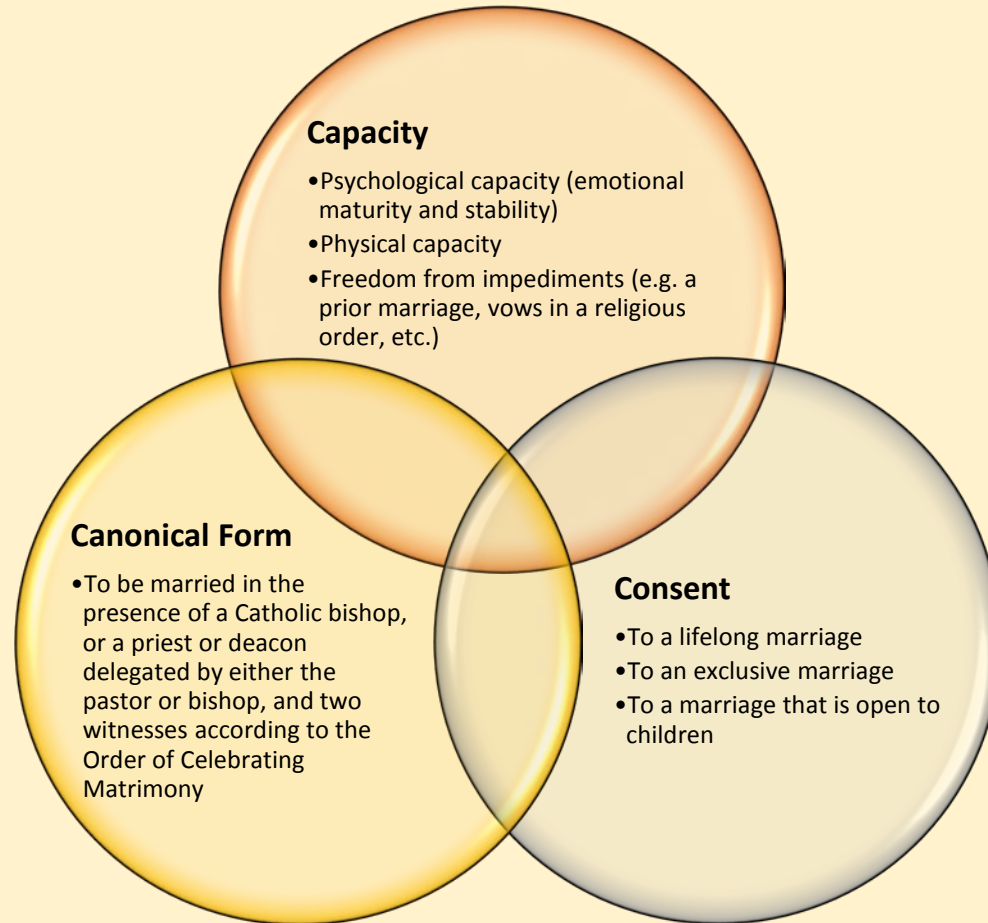 Capacity
•Psychological capacity (emotional
maturity and stability)
•Physical capacity
•Freedom from impediments (e.g. a
prior marriage, vows in a religious
order, etc.)
Canonical Form
•To be married in the
presence of a Catholic bishop,
or a priest or deacon
delegated by either the
pastor or bishop, and two
witnesses according to the
Order of Celebrating
Matrimony
Consent
•To a lifelong marriage
•To an exclusive marriage
•To a marriage that is open to
children